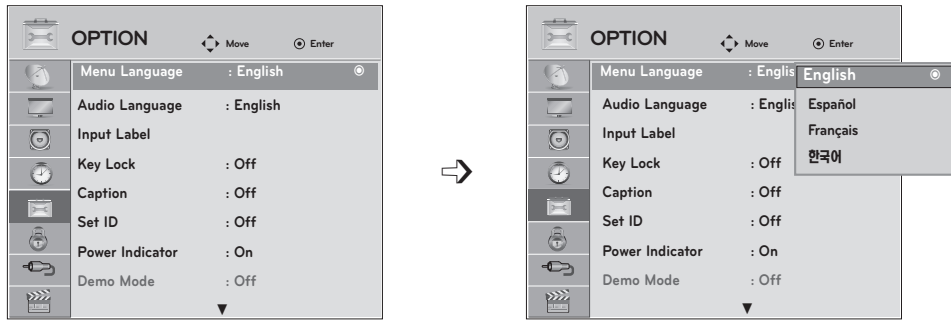 OPTION
Move
Enter
Menu Language : English
Audio Language : English
Input Label
Key Lock : Off
Caption : Off
Set ID : Off
Power Indicator : On
Demo Mode : Off
OPTION
Move
Enter
Menu Language : Englis
Audio Language : Englis
Input Label
Key Lock : Off
Caption : Off
Set ID : Off
Power Indicator : On
Demo Mode : Off
English
Español
Français
한국어